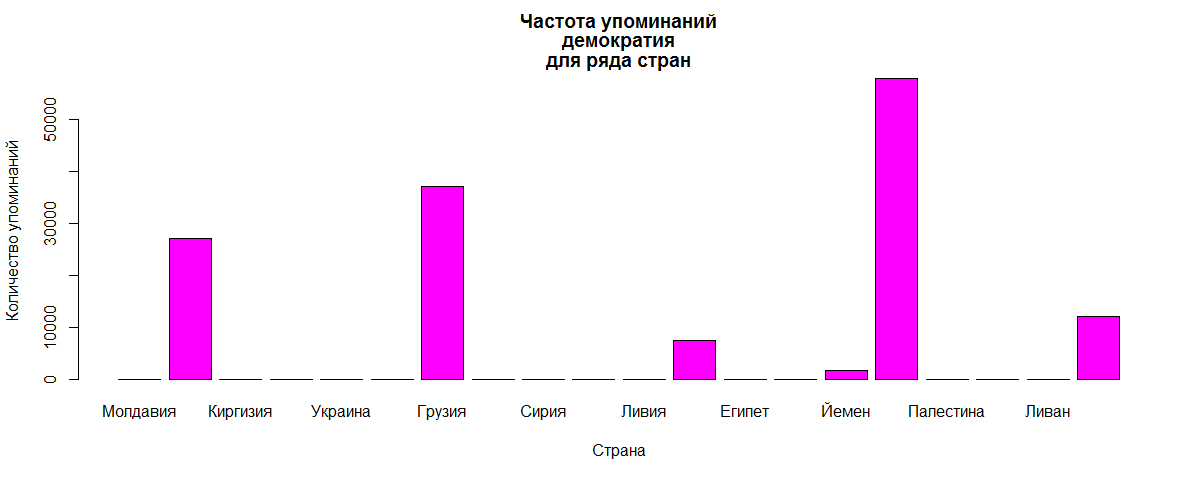 Частота упоминаний
демократия
для ряда стран
Количество упоминаний
50000
30000
10000
0
Молдавия Киргизия Украина Грузия Сирия Ливия Египет Йемен Палестина Ливан
Страна